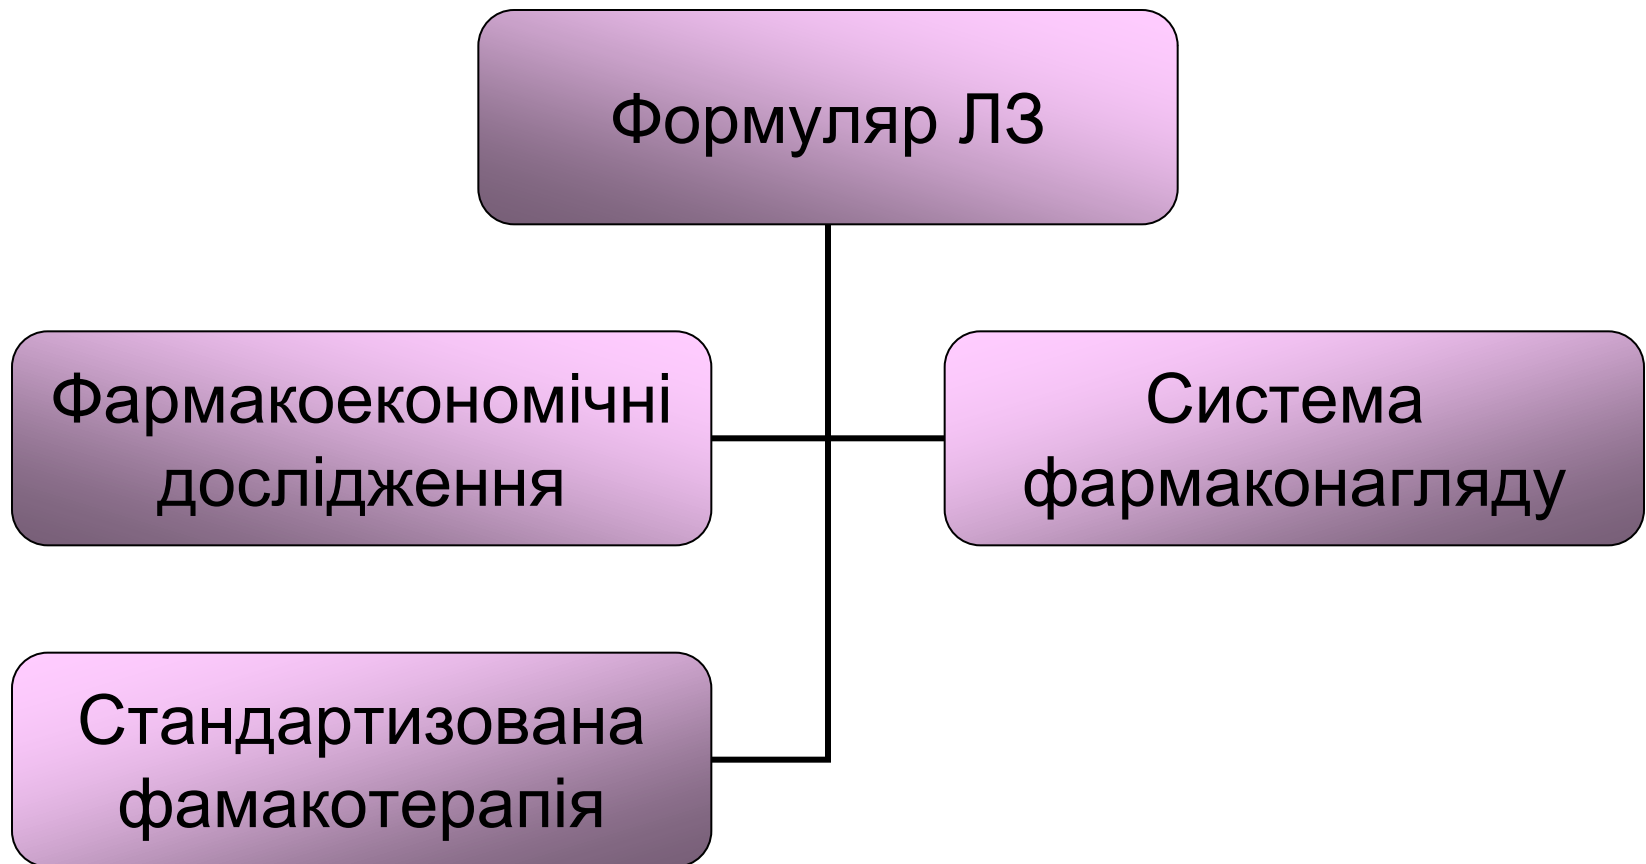 Формуляр ЛЗ
Фармакоекономічні
дослідження
Система
фармаконагляду
Стандартизована
фамакотерапія